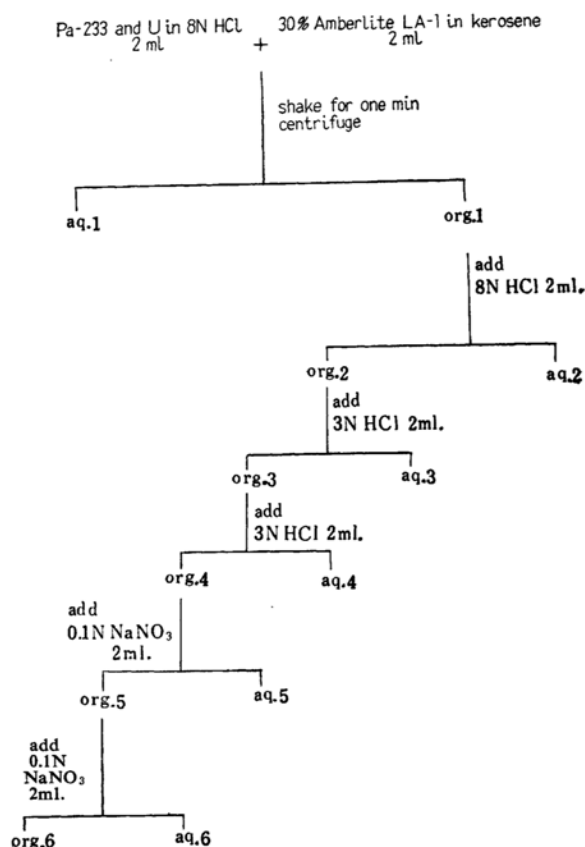 Pa-233 and U in 8N HCl + 30% Amberlite LA-1 in kerosene
2 ml 2 ml
shake for one min
centrifuge
aq.1 org.1
add
8N HCl 2ml.
org.2 aq.2
add
3N HCl 2ml.
org.3 aq.3
add
3N HCl 2ml.
org.4 aq.4
add
0.1N NaNO₃
2ml.
org.5 aq.5
add
0.1N
NaNO₃
2ml.
org.6 aq.6